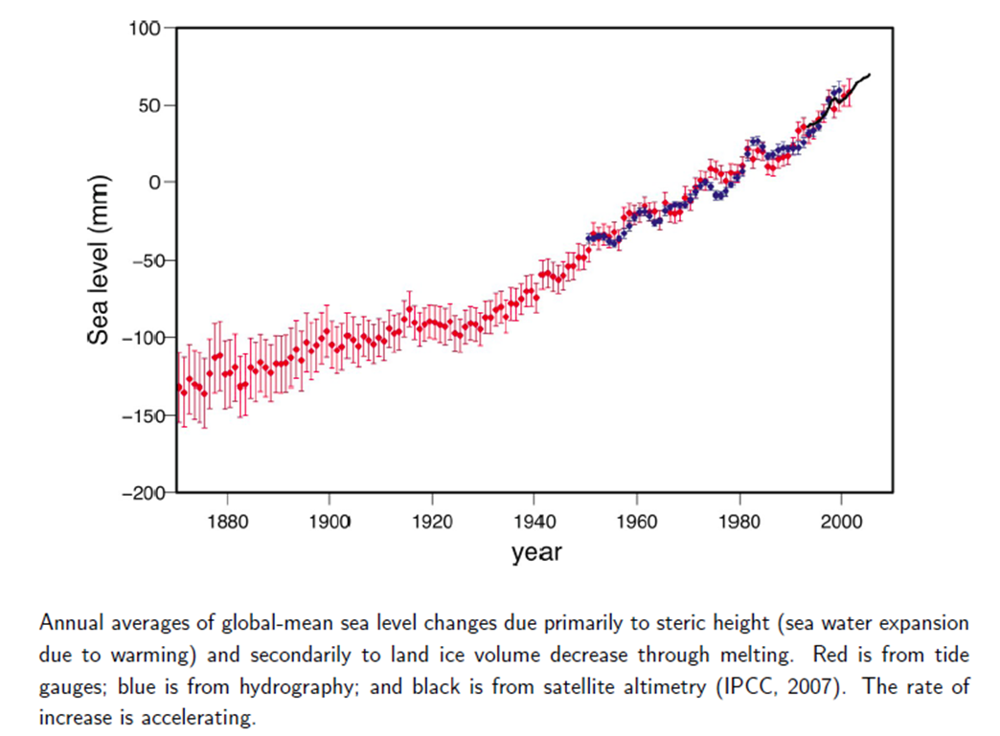 100
50
0
−50
−100
−150
−200
Sea level (mm)
1880 1900 1920 1940 1960 1980 2000
year
Annual averages of global-mean sea level changes due primarily to steric height (sea water expansion
due to warming) and secondarily to land ice volume decrease through melting. Red is from tide
gauges; blue is from hydrography; and black is from satellite altimetry (IPCC, 2007). The rate of
increase is accelerating.